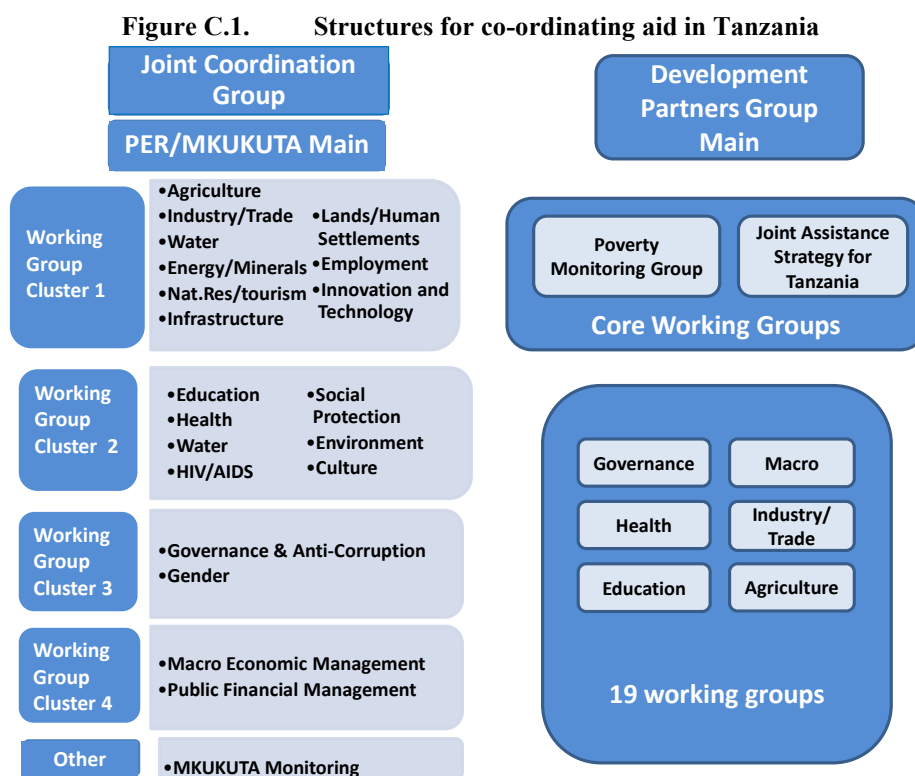 Figure C.1. Structures for co-ordinating aid in Tanzania
Joint Coordination
Group
PER/MKUKUTA Main
Working
Group
Cluster 1
•Agriculture
•Industry/Trade
•Water
•Energy/Minerals
•Nat.Res/tourism
•Infrastructure
•Lands/Human
Settlements
•Employment
•Innovation and
Technology
Working
Group
Cluster 2
•Education
•Health
•Water
•HIV/AIDS
•Social
Protection
•Environment
•Culture
Working
Group
Cluster 3
•Governance & Anti-Corruption
•Gender
Working
Group
Cluster 4
•Macro Economic Management
•Public Financial Management
Other
•MKUKUTA Monitoring
Development
Partners Group
Main
Poverty
Monitoring Group
Joint Assistance
Strategy for
Tanzania
Core Working Groups
Governance
Macro
Health
Industry/
Trade
Education
Agriculture
19 working groups